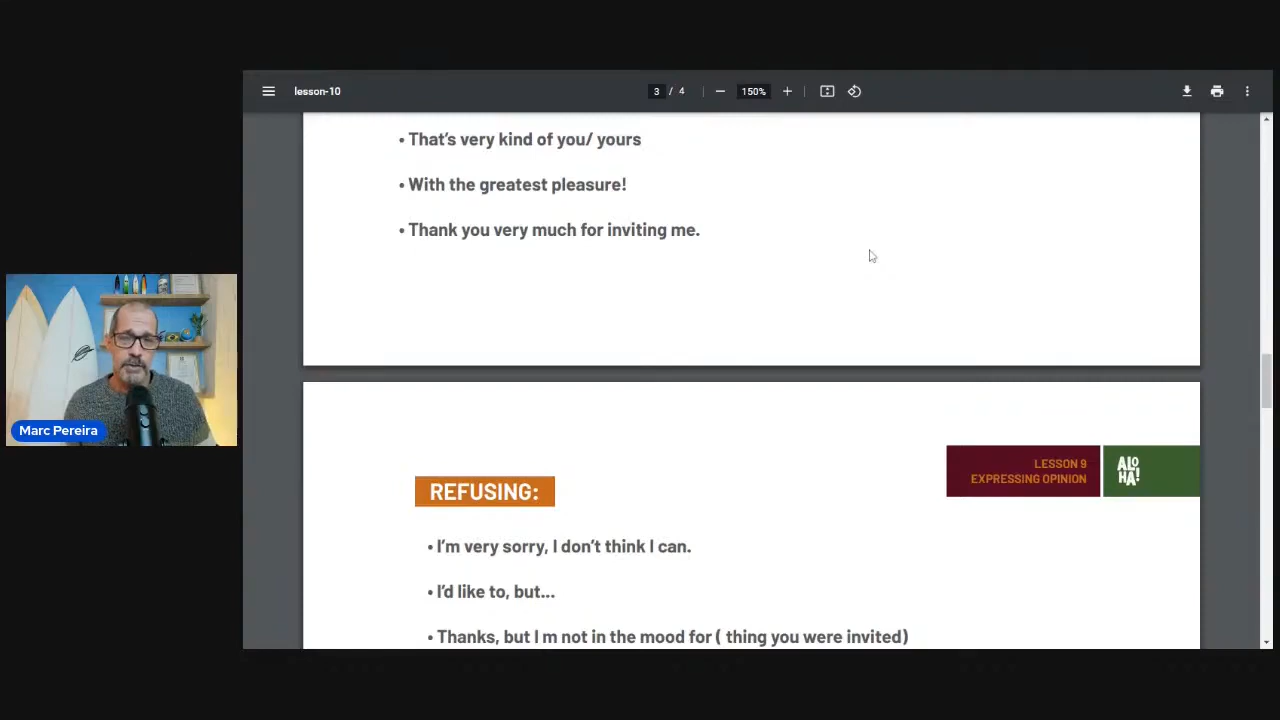 lesson-10
3 / 4
150%
• That's very kind of you/ yours
• With the greatest pleasure!
• Thank you very much for inviting me.
Marc Pereira
LESSON 9
EXPRESSING OPINION
ALO
HA!
REFUSING:
• I'm very sorry, I don't think I can.
• I'd like to, but...
• Thanks, but I m not in the mood for ( thing you were invited)